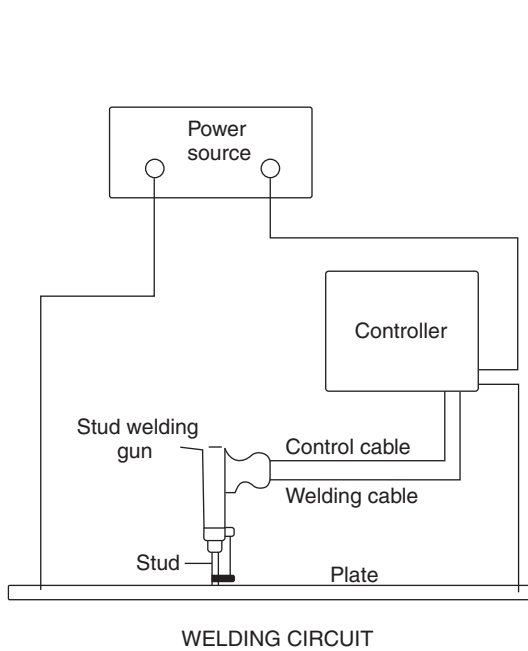 Power
source
Controller
Stud welding
gun
Control cable
Welding cable
Stud
Plate
WELDING CIRCUIT